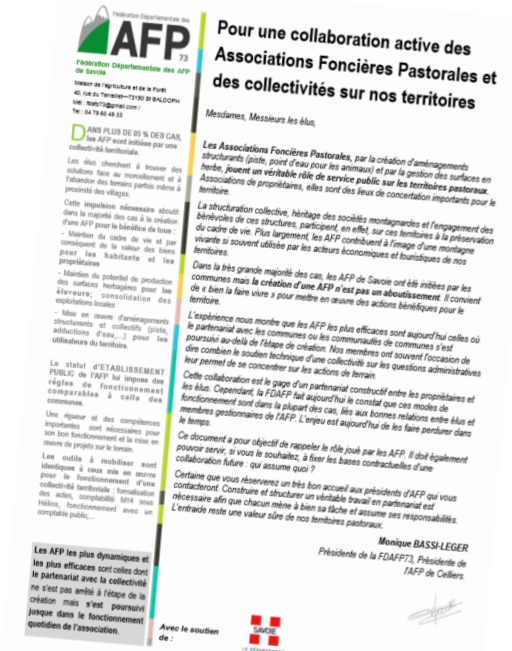 Fédération Départementale des
AFP
73
Fédération Départementale des AFP
de Savoie
Maison de l'agriculture et de la Forêt
40, rue du Terraillet—73190 St BALDOPH
Mél : fdafp73@gmail.com /
Tel : 04 79 60 49 33
DANS PLUS DE 93 % DES CAS,
les AFP sont initiées par une
collectivité territoriale.
Les élus cherchent à trouver des
solutions face au morcellement et à
l'abandon des terrains parfois même à
proximité des villages.
Cette impulsion nécessaire aboutit
dans la majorité des cas à la création
d'une AFP pour le bénéfice de tous :
- Maintien du cadre de vie et par
conséquent de la valeur des biens
pour les habitants et les
propriétaires
- Maintien du potentiel de production
des surfaces herbagères pour les
éleveurs; consolidation des
exploitations locales
- Mise en œuvre d'aménagements
structurants et collectifs (piste,
adductions d'eau,...) pour les
utilisateurs du territoire.
Le statut d'ETABLISSEMENT
PUBLIC de l'AFP lui impose des
règles de fonctionnement
comparables à celle des
communes.
Une rigueur et des compétences
importantes sont nécessaires pour
son bon fonctionnement et la mise en
œuvre de projets sur le terrain.
Les outils à mobiliser sont
identiques à ceux mis en œuvre
pour le fonctionnement d'une
collectivité territoriale : formalisation
des actes, comptabilité M14 sous
Hélios, fonctionnement avec un
comptable public,...
Les AFP les plus dynamiques et
les plus efficaces sont celles dont
le partenariat avec la collectivité
ne s'est pas arrêté à l'étape de la
création mais s'est poursuivi
jusque dans le fonctionnement
quotidien de l'association.
Pour une collaboration active des
Associations Foncières Pastorales et
des collectivités sur nos territoires
Mesdames, Messieurs les élus,
Les Associations Foncières Pastorales, par la création d'aménagements
structurants (piste, point d'eau pour les animaux) et par la gestion des surfaces en
herbe, jouent un véritable rôle de service public sur les territoires pastoraux.
Associations de propriétaires, elles sont des lieux de concertation importants pour le
territoire.
La structuration collective, héritage des sociétés montagnardes et l'engagement des
bénévoles de ces structures, participent, en effet, sur ces territoires à la préservation
du cadre de vie. Plus largement, les AFP contribuent à l'image d'une montagne
vivante si souvent utilisée par les acteurs économiques et touristiques de nos
territoires.
Dans la très grande majorité des cas, les AFP de Savoie ont été initiées par les
communes mais la création d'une AFP n'est pas un aboutissement. Il convient
de « bien la faire vivre » pour mettre en œuvre des actions bénéfiques pour le
territoire.
L'expérience nous montre que les AFP les plus efficaces sont aujourd'hui celles où
le partenariat avec les communes ou les communautés de communes s'est
poursuivi au-delà de l'étape de création. Nos membres ont souvent l'occasion de
dire combien le soutien technique d'une collectivité sur les questions administratives
leur permet de se concentrer sur les actions de terrain.
Cette collaboration est le gage d'un partenariat constructif entre les propriétaires et
les élus. Cependant, la FDAFP fait aujourd'hui le constat que ces modes de
fonctionnement sont dans la plupart des cas, liés aux bonnes relations entre élus et
membres gestionnaires de l'AFP. L'enjeu est aujourd'hui de les faire perdurer dans
le temps.
Ce document a pour objectif de rappeler le rôle joué par les AFP. Il doit également
pouvoir servir, si vous le souhaitez, à fixer les bases contractuelles d'une
collaboration future : qui assume quoi ?
Certaine que vous réserverez un très bon accueil aux présidents d'AFP qui vous
contacteront. Construire et structurer un véritable travail en partenariat est
nécessaire afin que chacun mène à bien sa tâche et assume ses responsabilités.
L'entraide reste une valeur sûre de nos territoires pastoraux.
Monique BASSI-LEGER
Présidente de la FDAFP73, Présidente de
l'AFP de Celliers.
Avec le soutien
de :
SAVOIE
LE DÉPARTEMENT